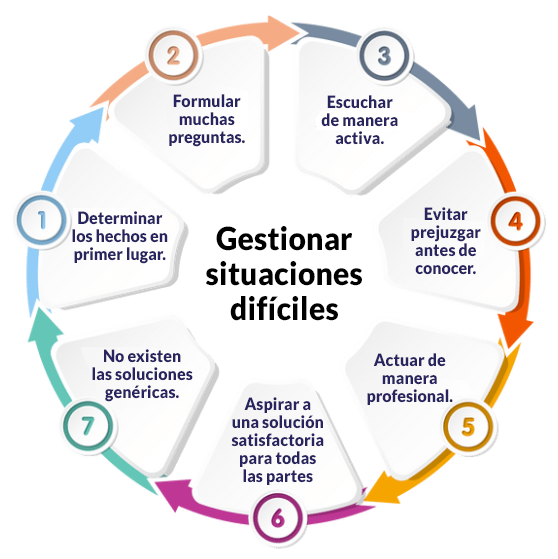 Gestionar
situaciones
difíciles
1
Determinar
los hechos en
primer lugar.
2
Formular
muchas
preguntas.
3
Escuchar
de manera
activa.
4
Evitar
prejuzgar
antes de
conocer.
5
Actuar de
manera
profesional.
6
Aspirar a
una solución
satisfactoria
para todas
las partes
7
No existen
las soluciones
genéricas.